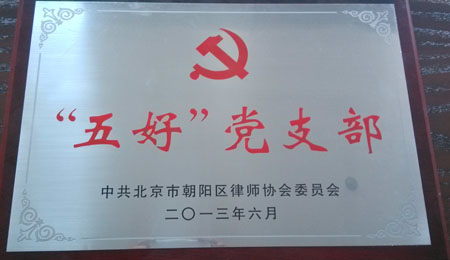 “五好”党支部
中共北京市朝阳区律师协会委员会
二〇一三年六月